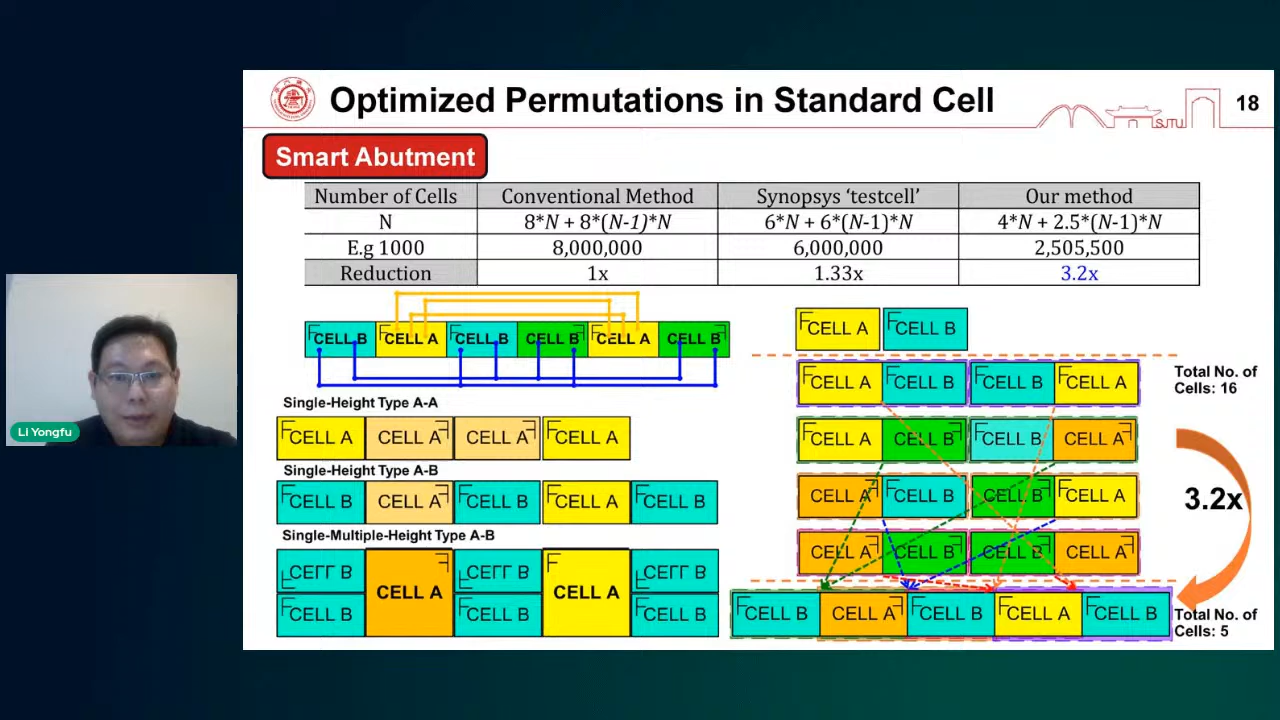 Optimized Permutations in Standard Cell
SJTU
18
Smart Abutment
Number of Cells Conventional Method Synopsys ‘testcell’ Our method
N 8*N + 8*(N-1)*N 6*N + 6*(N-1)*N 4*N + 2.5*(N-1)*N
E.g 1000 8,000,000 6,000,000 2,505,500
Reduction 1x 1.33x 3.2x
CELL B CELL A CELL B CELL B CELL A CELL B
Single-Height Type A-A
CELL A CELL A CELL A CELL A
Single-Height Type A-B
CELL B CELL A CELL B CELL A CELL B
Single-Multiple-Height Type A-B
CELL B CELL B CELL B
CELL A CELL A
CELL B CELL B CELL B
CELL A CELL B
CELL A CELL B CELL B CELL A
Total No. of
Cells: 16
CELL A CELL B CELL B CELL A
CELL A CELL B CELL B CELL A
3.2x
CELL A CELL B CELL B CELL A
CELL B CELL A CELL B CELL A CELL B
Total No. of
Cells: 5
Li Yongfu